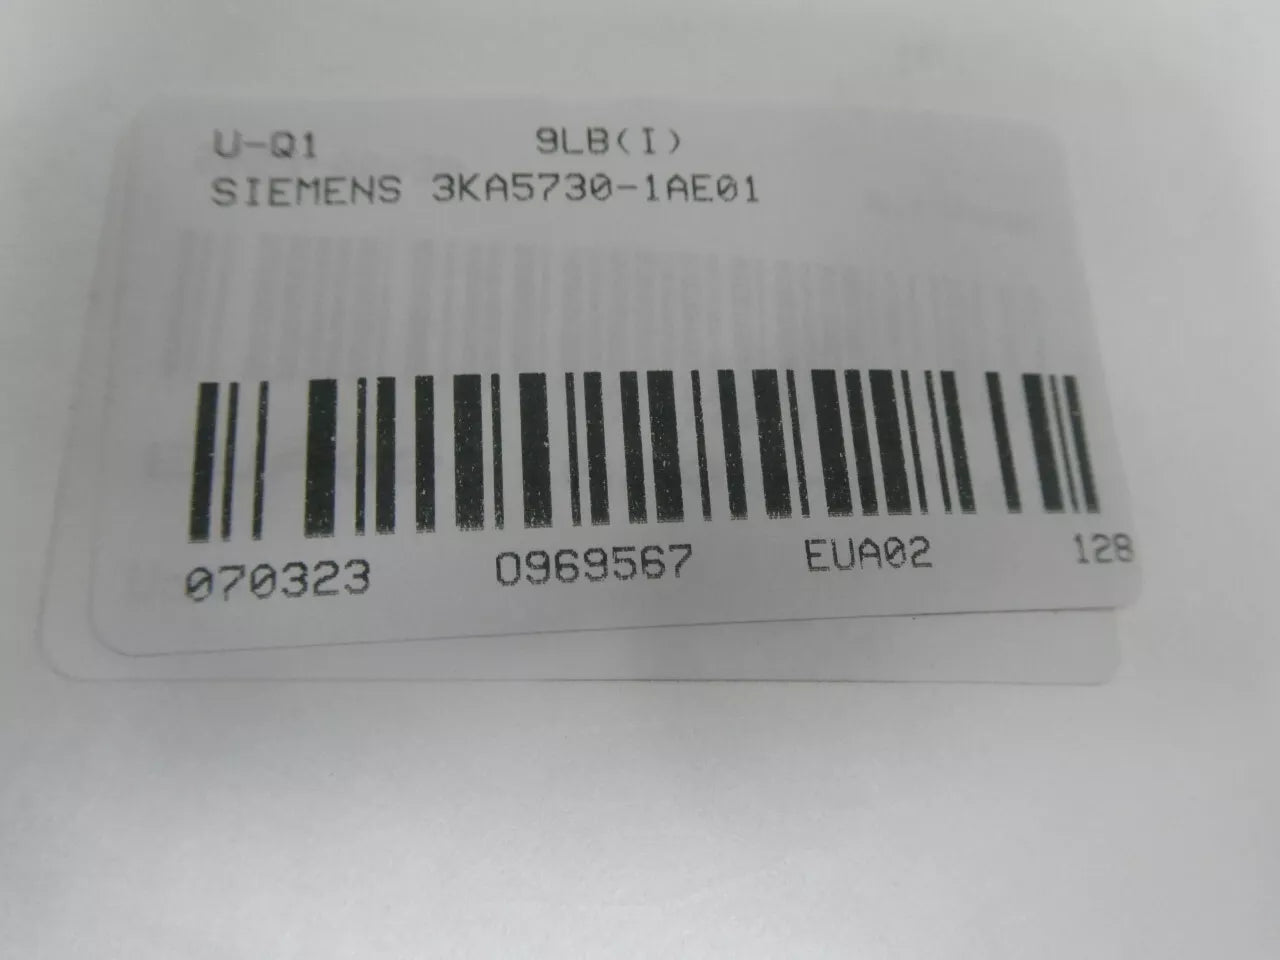 U-Q1 9LB(I)
SIEMENS 3KA5730-1AE01
070323 0969567 EUA02 128